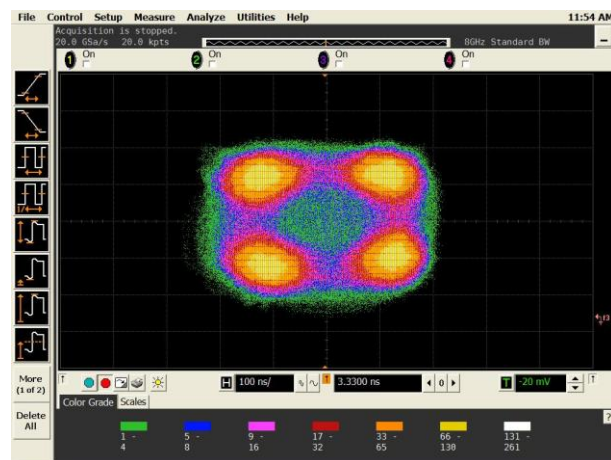 File Control Setup Measure Analyze Utilities Help 11:54 AM
Acquisition is stopped.
20.0 GSa/s 20.0 kpts 8GHz Standard BW
1 On 2 On 3 On 4 On
More
(1 of 2)
Delete
All
H 100 ns/ 3.3300 ns 0 T -20 mV
Color Grade Scales
?
1 - 5 - 9 - 17 - 33 - 66 - 131 -
4 8 16 32 65 130 261